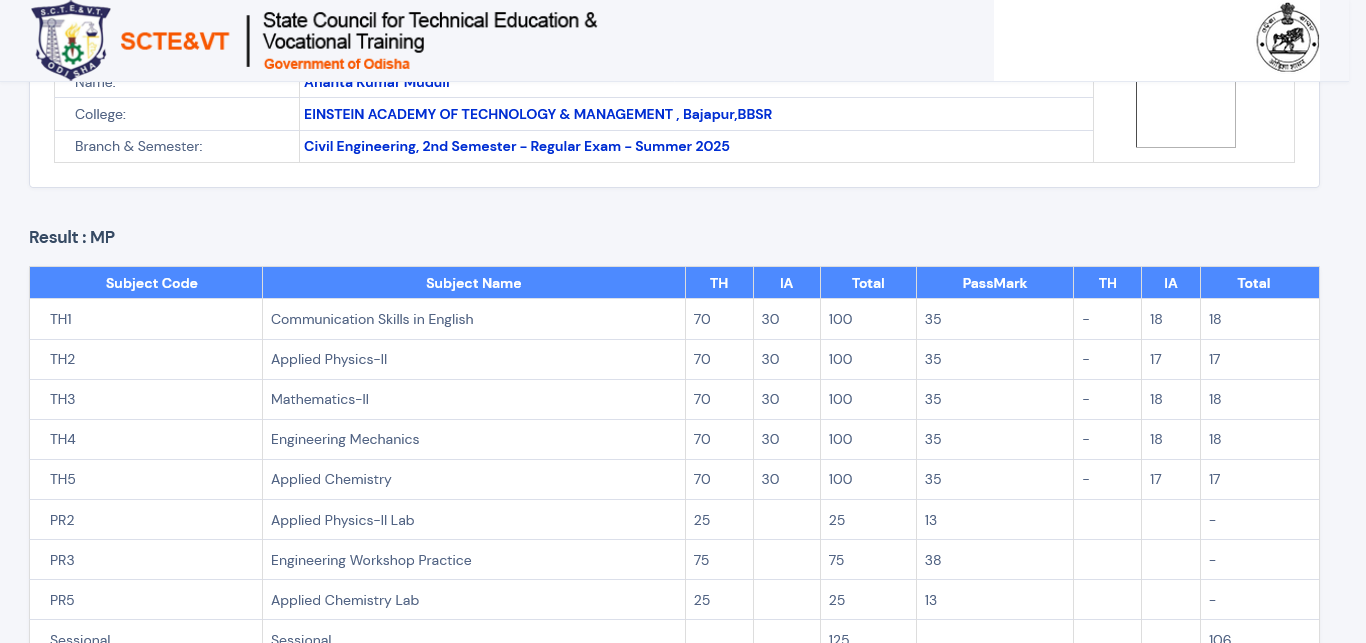 S.C.T.E.&V.T.
ODISHA
SCTE&VT
State Council for Technical Education &
Vocational Training
Government of Odisha
Name: Ananta Kumar Muduli
College: EINSTEIN ACADEMY OF TECHNOLOGY & MANAGEMENT , Bajapur,BBSR
Branch & Semester: Civil Engineering, 2nd Semester - Regular Exam - Summer 2025
Result : MP
Subject Code Subject Name TH IA Total PassMark TH IA Total
TH1 Communication Skills in English 70 30 100 35 - 18 18
TH2 Applied Physics-II 70 30 100 35 - 17 17
TH3 Mathematics-II 70 30 100 35 - 18 18
TH4 Engineering Mechanics 70 30 100 35 - 18 18
TH5 Applied Chemistry 70 30 100 35 - 17 17
PR2 Applied Physics-II Lab 25 25 13 -
PR3 Engineering Workshop Practice 75 75 38 -
PR5 Applied Chemistry Lab 25 25 13 -
Sessional Sessional 125 106